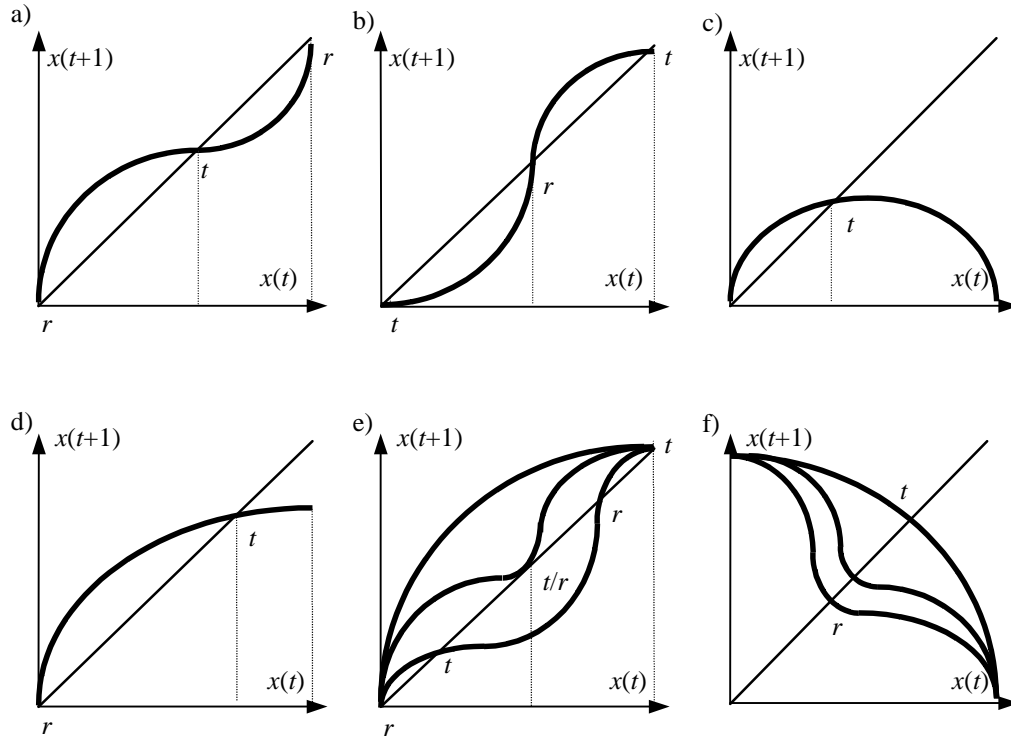 a)
x(t+1)
r
t
x(t)
r
b)
x(t+1)
t
r
x(t)
t
c)
x(t+1)
t
x(t)
d)
x(t+1)
t
x(t)
r
e)
x(t+1)
t
r
t/r
t
x(t)
r
f)
x(t+1)
t
r
x(t)